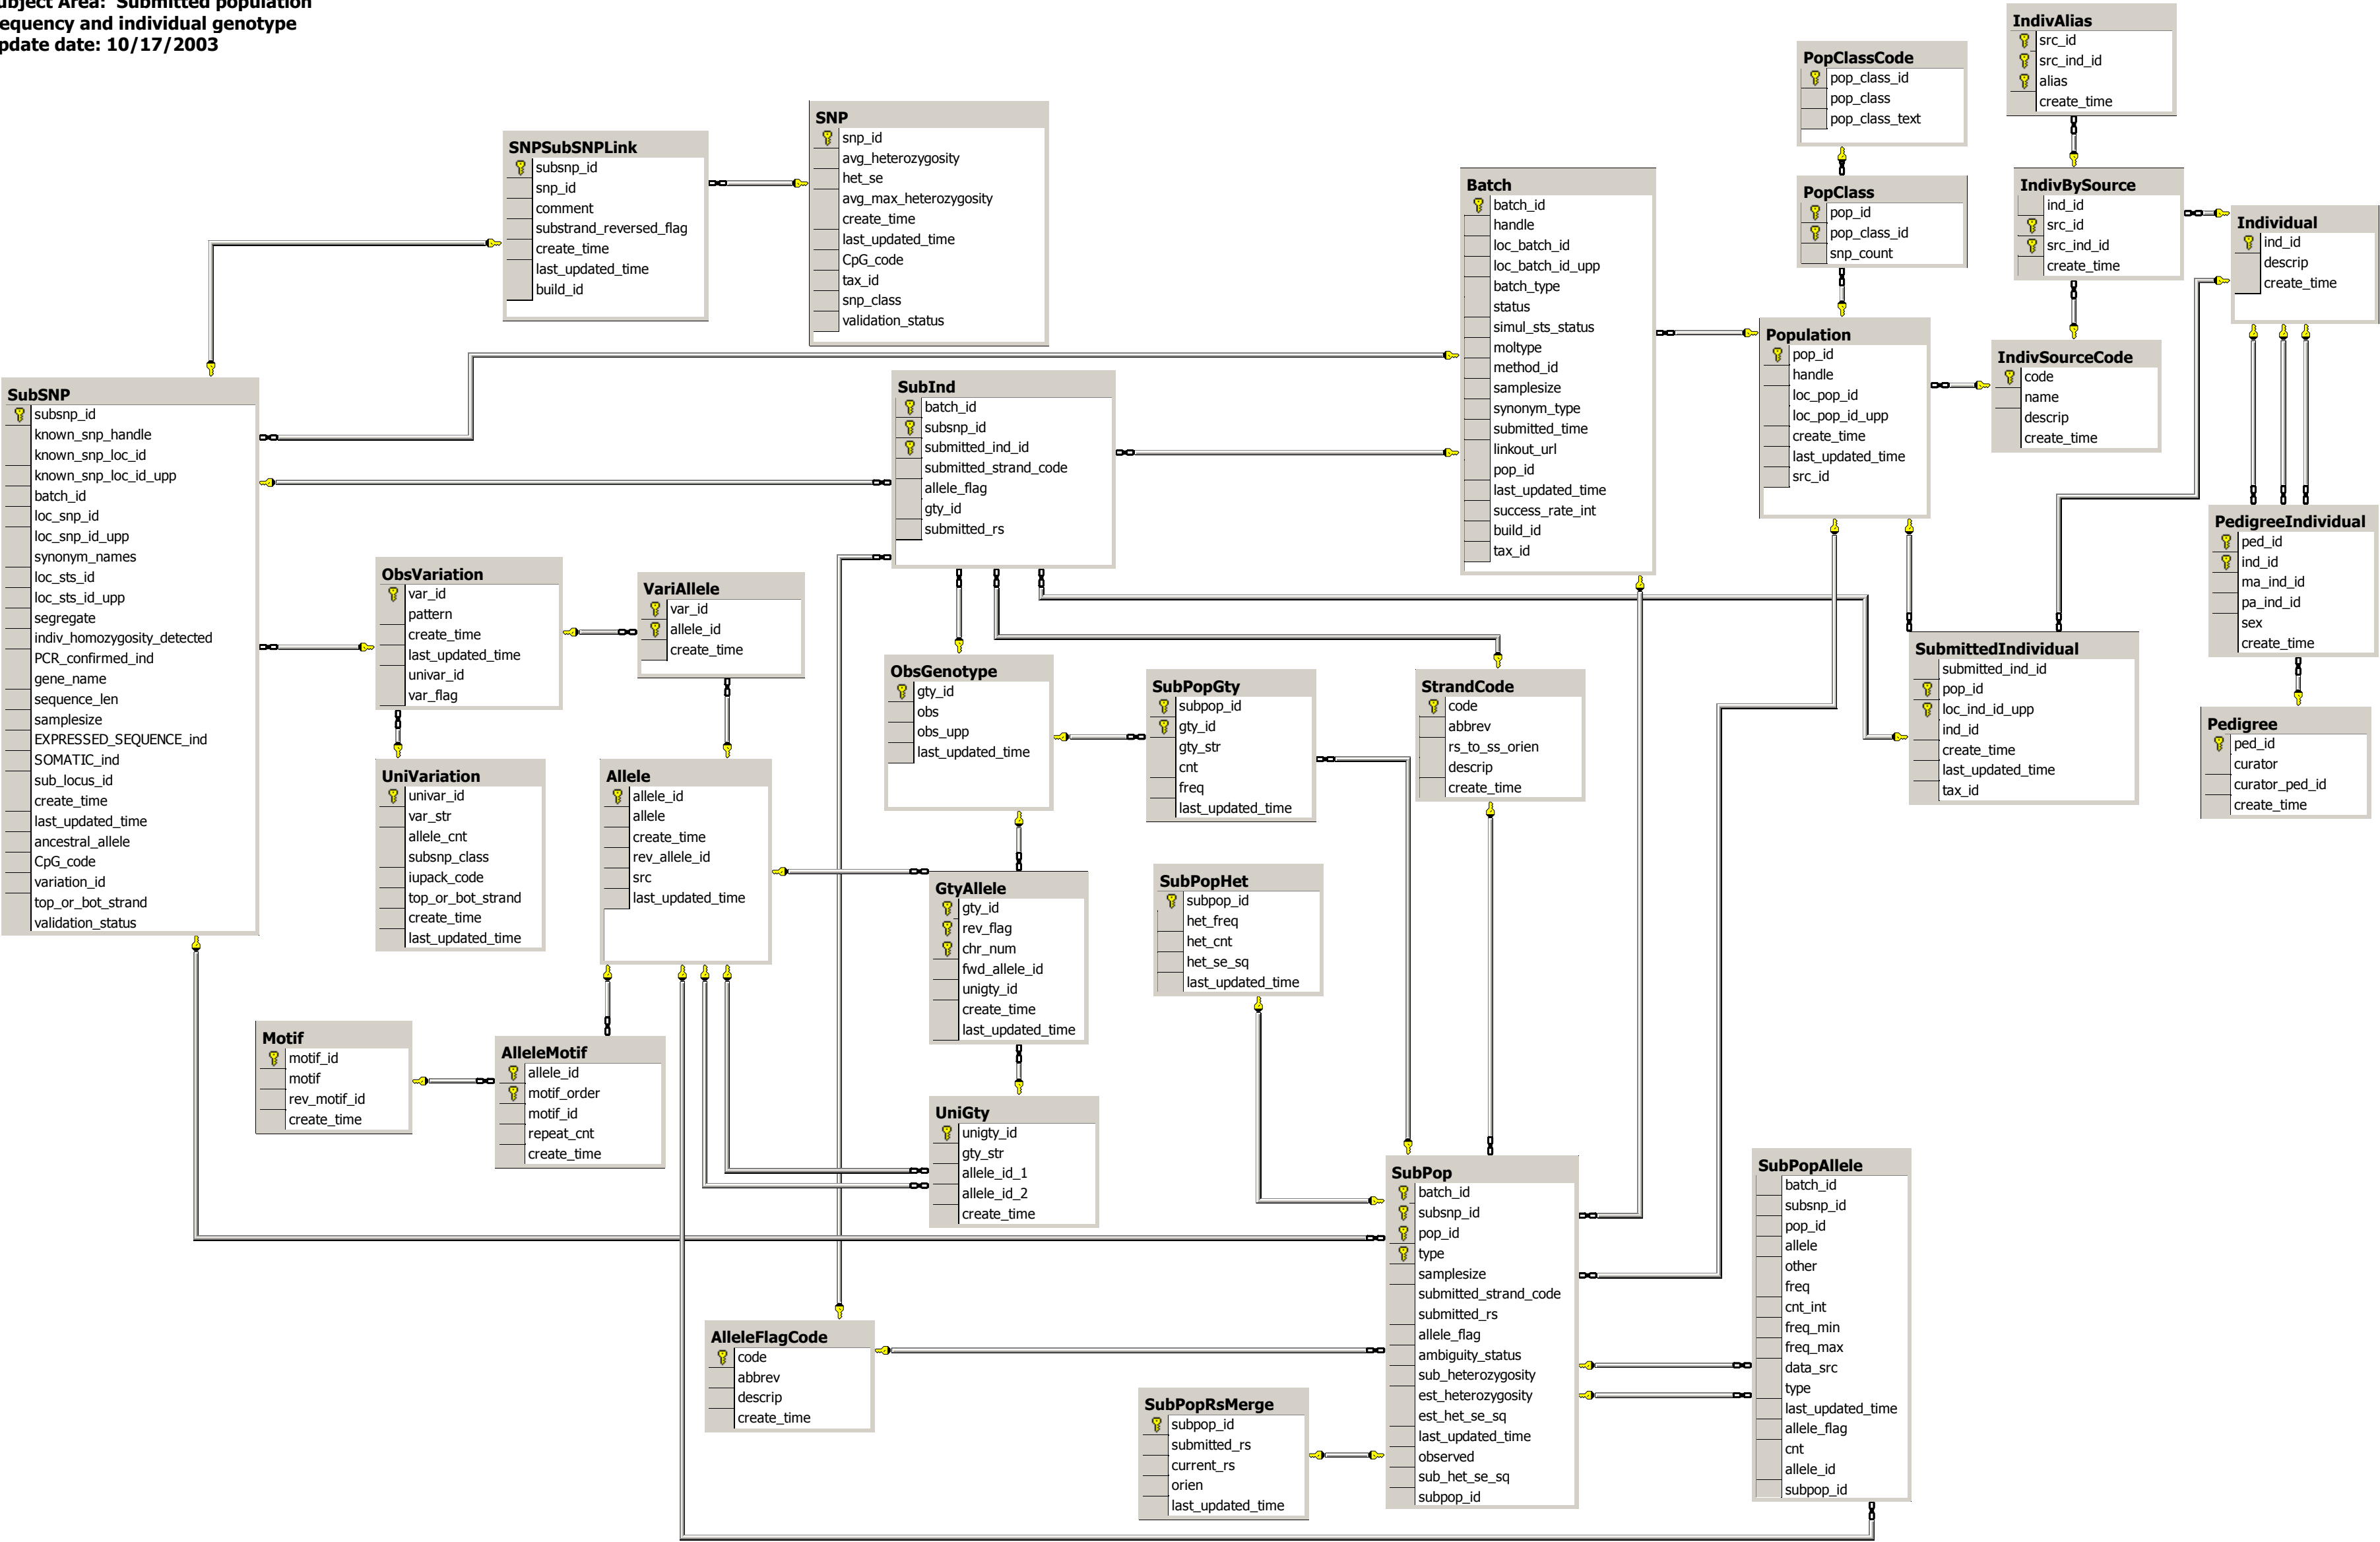 ubject Area: Submitted population
equency and individual genotype
pdate date: 10/17/2003
IndivAlias
src_id
src_ind_id
alias
create_time
PopClassCode
pop_class_id
pop_class
pop_class_text
SNP
snp_id
avg_heterozygosity
het_se
avg_max_heterozygosity
create_time
last_updated_time
CpG_code
tax_id
snp_class
validation_status
SNPSubSNPLink
subsnp_id
snp_id
comment
substrand_reversed_flag
create_time
last_updated_time
build_id
Batch
batch_id
handle
loc_batch_id
loc_batch_id_upp
batch_type
status
simul_sts_status
moltype
method_id
samplesize
synonym_type
submitted_time
linkout_url
pop_id
last_updated_time
success_rate_int
build_id
tax_id
PopClass
pop_id
pop_class_id
snp_count
IndivBySource
ind_id
src_id
src_ind_id
create_time
Individual
ind_id
descrip
create_time
Population
pop_id
handle
loc_pop_id
loc_pop_id_upp
create_time
last_updated_time
src_id
IndivSourceCode
code
name
descrip
create_time
SubSNP
subsnp_id
known_snp_handle
known_snp_loc_id
known_snp_loc_id_upp
batch_id
loc_snp_id
loc_snp_id_upp
synonym_names
loc_sts_id
loc_sts_id_upp
segregate
indiv_homozygosity_detected
PCR_confirmed_ind
gene_name
sequence_len
samplesize
EXPRESSED_SEQUENCE_ind
SOMATIC_ind
sub_locus_id
create_time
last_updated_time
ancestral_allele
CpG_code
variation_id
top_or_bot_strand
validation_status
SubInd
batch_id
subsnp_id
submitted_ind_id
submitted_strand_code
allele_flag
gty_id
submitted_rs
PedigreeIndividual
ped_id
ind_id
ma_ind_id
pa_ind_id
sex
create_time
ObsVariation
var_id
pattern
create_time
last_updated_time
univar_id
var_flag
VariAllele
var_id
allele_id
create_time
SubmittedIndividual
submitted_ind_id
pop_id
loc_ind_id_upp
ind_id
create_time
last_updated_time
tax_id
ObsGenotype
gty_id
obs
obs_upp
last_updated_time
SubPopGty
subpop_id
gty_id
gty_str
cnt
freq
last_updated_time
StrandCode
code
abbrev
rs_to_ss_orien
descrip
create_time
Pedigree
ped_id
curator
curator_ped_id
create_time
UniVariation
univar_id
var_str
allele_cnt
subsnp_class
iupack_code
top_or_bot_strand
create_time
last_updated_time
Allele
allele_id
allele
create_time
rev_allele_id
src
last_updated_time
GtyAllele
gty_id
rev_flag
chr_num
fwd_allele_id
unigty_id
create_time
last_updated_time
SubPopHet
subpop_id
het_freq
het_cnt
het_se_sq
last_updated_time
Motif
motif_id
motif
rev_motif_id
create_time
AlleleMotif
allele_id
motif_order
motif_id
repeat_cnt
create_time
UniGty
unigty_id
gty_str
allele_id_1
allele_id_2
create_time
SubPop
batch_id
subsnp_id
pop_id
type
samplesize
submitted_strand_code
submitted_rs
allele_flag
ambiguity_status
sub_heterozygosity
est_heterozygosity
est_het_se_sq
last_updated_time
observed
sub_het_se_sq
subpop_id
SubPopAllele
batch_id
subsnp_id
pop_id
allele
other
freq
cnt_int
freq_min
freq_max
data_src
type
last_updated_time
allele_flag
cnt
allele_id
subpop_id
AlleleFlagCode
code
abbrev
descrip
create_time
SubPopRsMerge
subpop_id
submitted_rs
current_rs
orien
last_updated_time